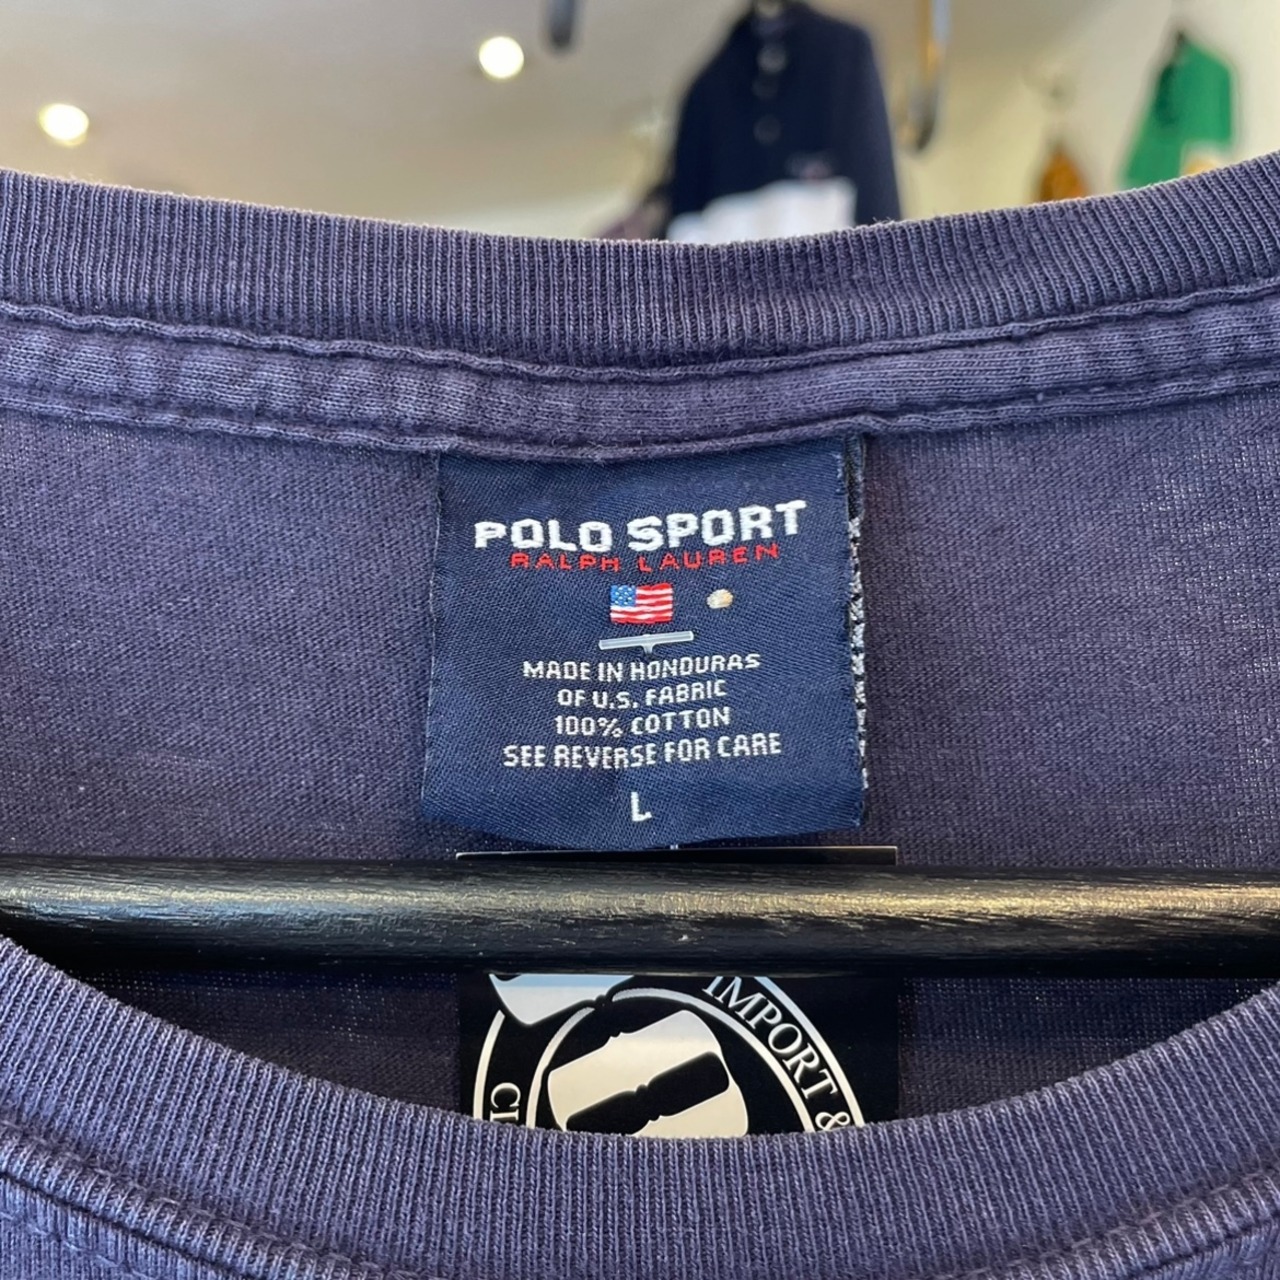 POLO SPORT
RALPH LAUREN
MADE IN HONDURAS
OF U.S. FABRIC
100% COTTON
SEE REVERSE FOR CARE
L
IMPORT &